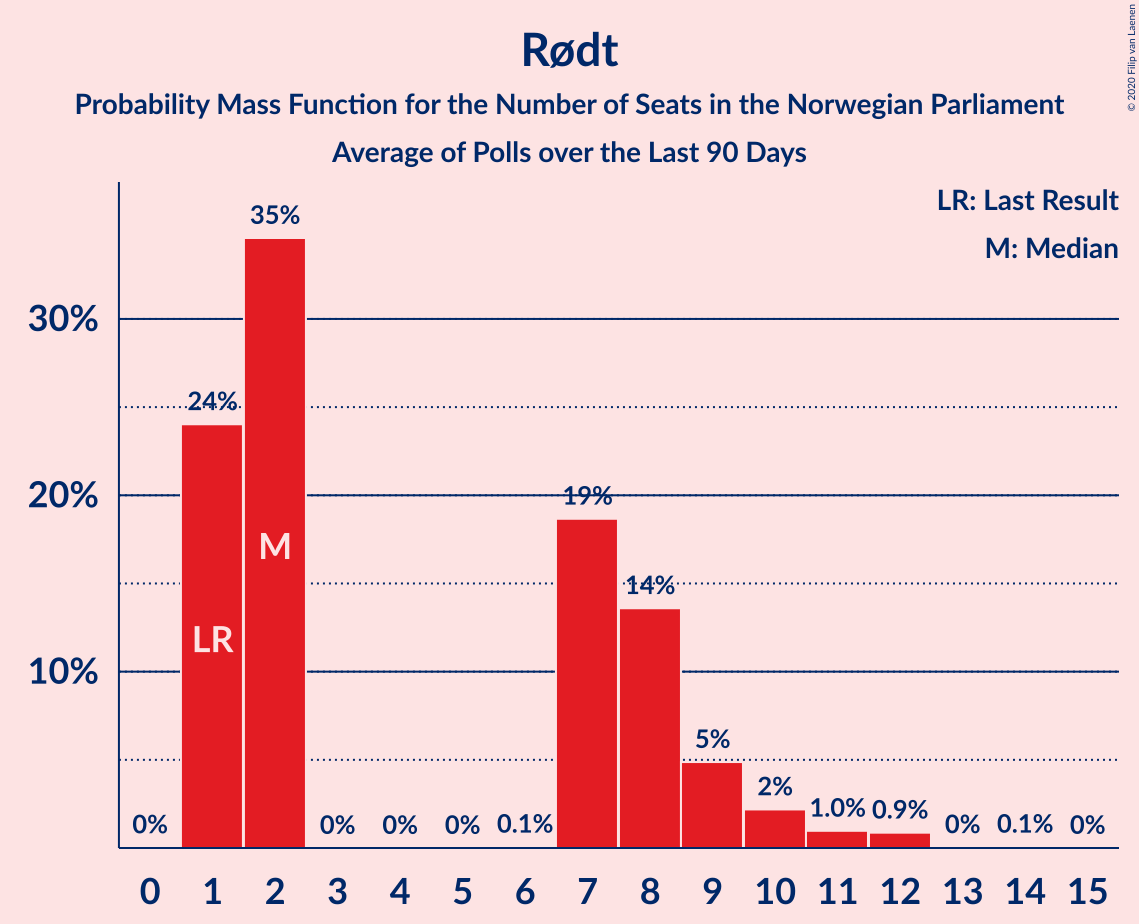 Rødt
Probability Mass Function for the Number of Seats in the Norwegian Parliament
Average of Polls over the Last 90 Days
© 2020 Filip van Laenen
LR: Last Result
M: Median
30%
20%
10%
0%
24%
35%
0%
0%
0%
0.1%
19%
14%
5%
2%
1.0%
0.9%
0%
0.1%
0%
LR
M
0 1 2 3 4 5 6 7 8 9 10 11 12 13 14 15